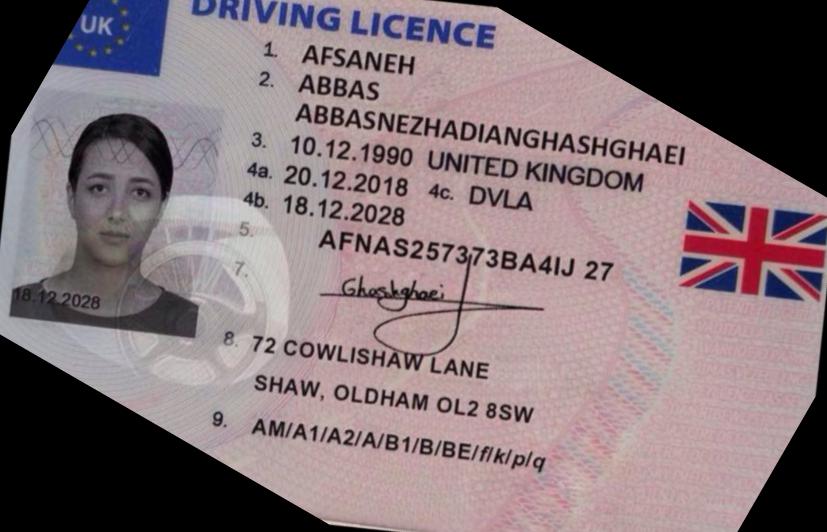 UK
DRIVING LICENCE
1. AFSANEH
2. ABBAS
ABBASNEZHADIANGHASHGHAEI
3. 10.12.1990 UNITED KINGDOM
4a. 20.12.2018 4c. DVLA
4b. 18.12.2028
5. AFNAS257373BA4IJ 27
7. Ghashghaei
18.12.2028
8. 72 COWLISHAW LANE
SHAW, OLDHAM OL2 8SW
9. AM/A1/A2/A/B1/B/BE/f/k/p/q